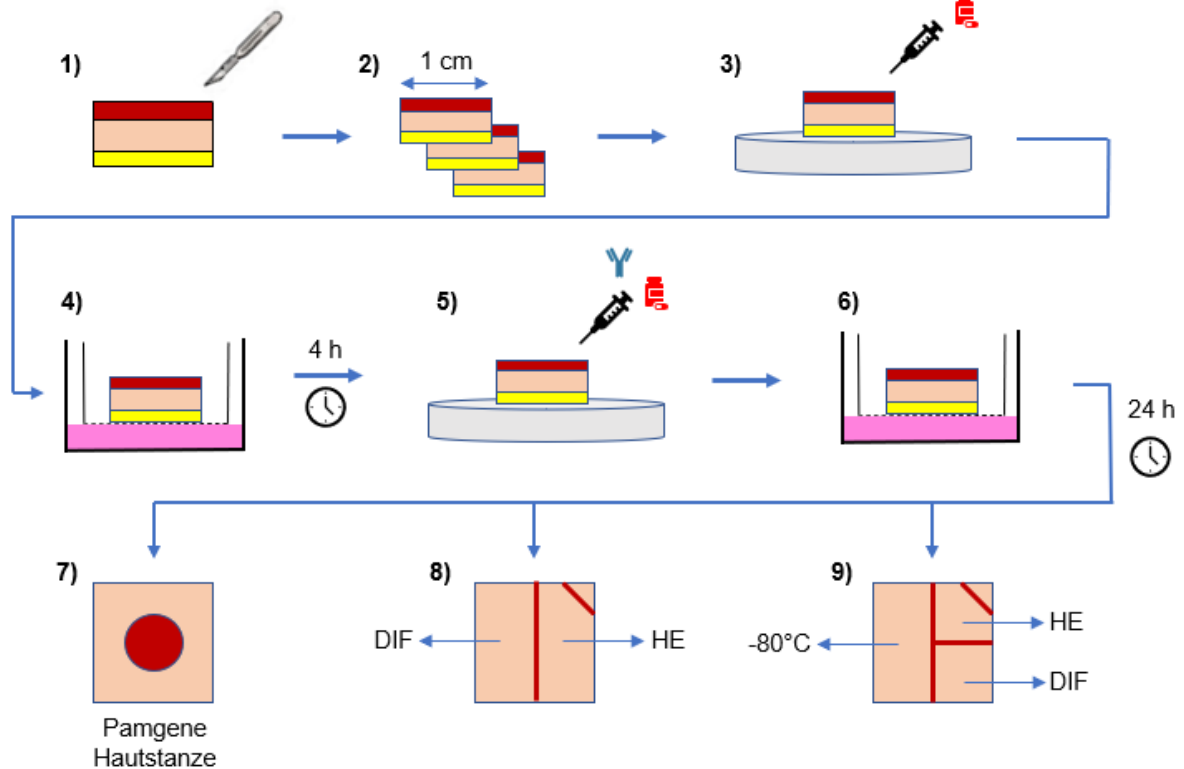 1)
2)
1 cm
3)
4)
4 h
5)
6)
24 h
7)
Pamgene
Hautstanze
8)
DIF
HE
9)
-80°C
HE
DIF